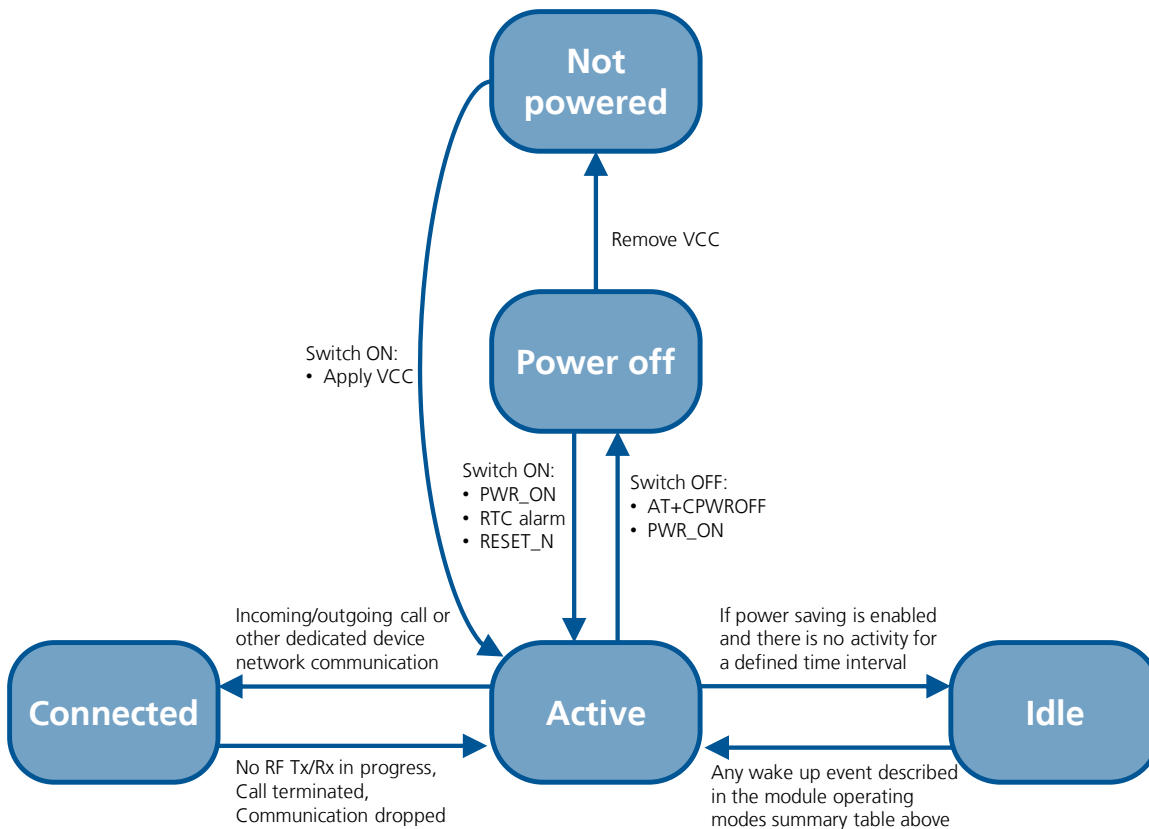 Not
powered
Remove VCC
Power off
Switch ON:
• Apply VCC
Switch ON:
• PWR_ON
• RTC alarm
• RESET_N
Switch OFF:
• AT+CPWROFF
• PWR_ON
Incoming/outgoing call or
other dedicated device
network communication
If power saving is enabled
and there is no activity for
a defined time interval
Connected
Active
Idle
No RF Tx/Rx in progress,
Call terminated,
Communication dropped
Any wake up event described
in the module operating
modes summary table above